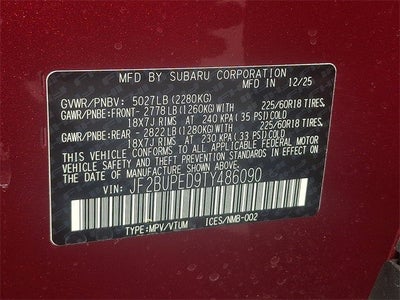 MFD BY SUBARU CORPORATION 12/25
GVWR/PNBV: 5027LB (2280KG)
GAWR/PNBE:FRONT- 2778 LB (1260KG)WITH 225/60R18 TIRES,
18X7J RIMS AT 240 KPA ( 35 PSI) COLD
GAWR/PNBE:REAR - 2822 LB (1280KG)WITH 225/60R18 TIRES,
18X7J RIMS AT 230 KPA ( 33 PSI) COLD
THIS VEHICLE CONFORMS TO ALL APPLICABLE FEDERAL MOTOR
VEHICLE SAFETY AND THEFT PREVENTION STANDARDS IN EFFECT
ON THE DATE OF MANUFACTURE SHOWN ABOVE.
VIN: JF2BUPED9TY486090
TYPE:MPV/VTUM ICES/NMB-002